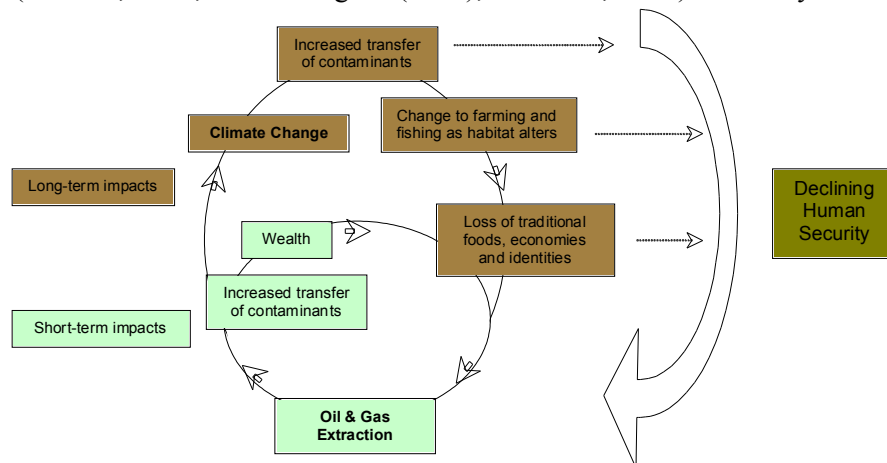 Increased transfer
of contaminants
Change to farming and
fishing as habitat alters
Climate Change
Long-term impacts
Declining
Human
Security
Loss of traditional
foods, economies
and identities
Wealth
Increased transfer
of contaminants
Short-term impacts
Oil & Gas
Extraction